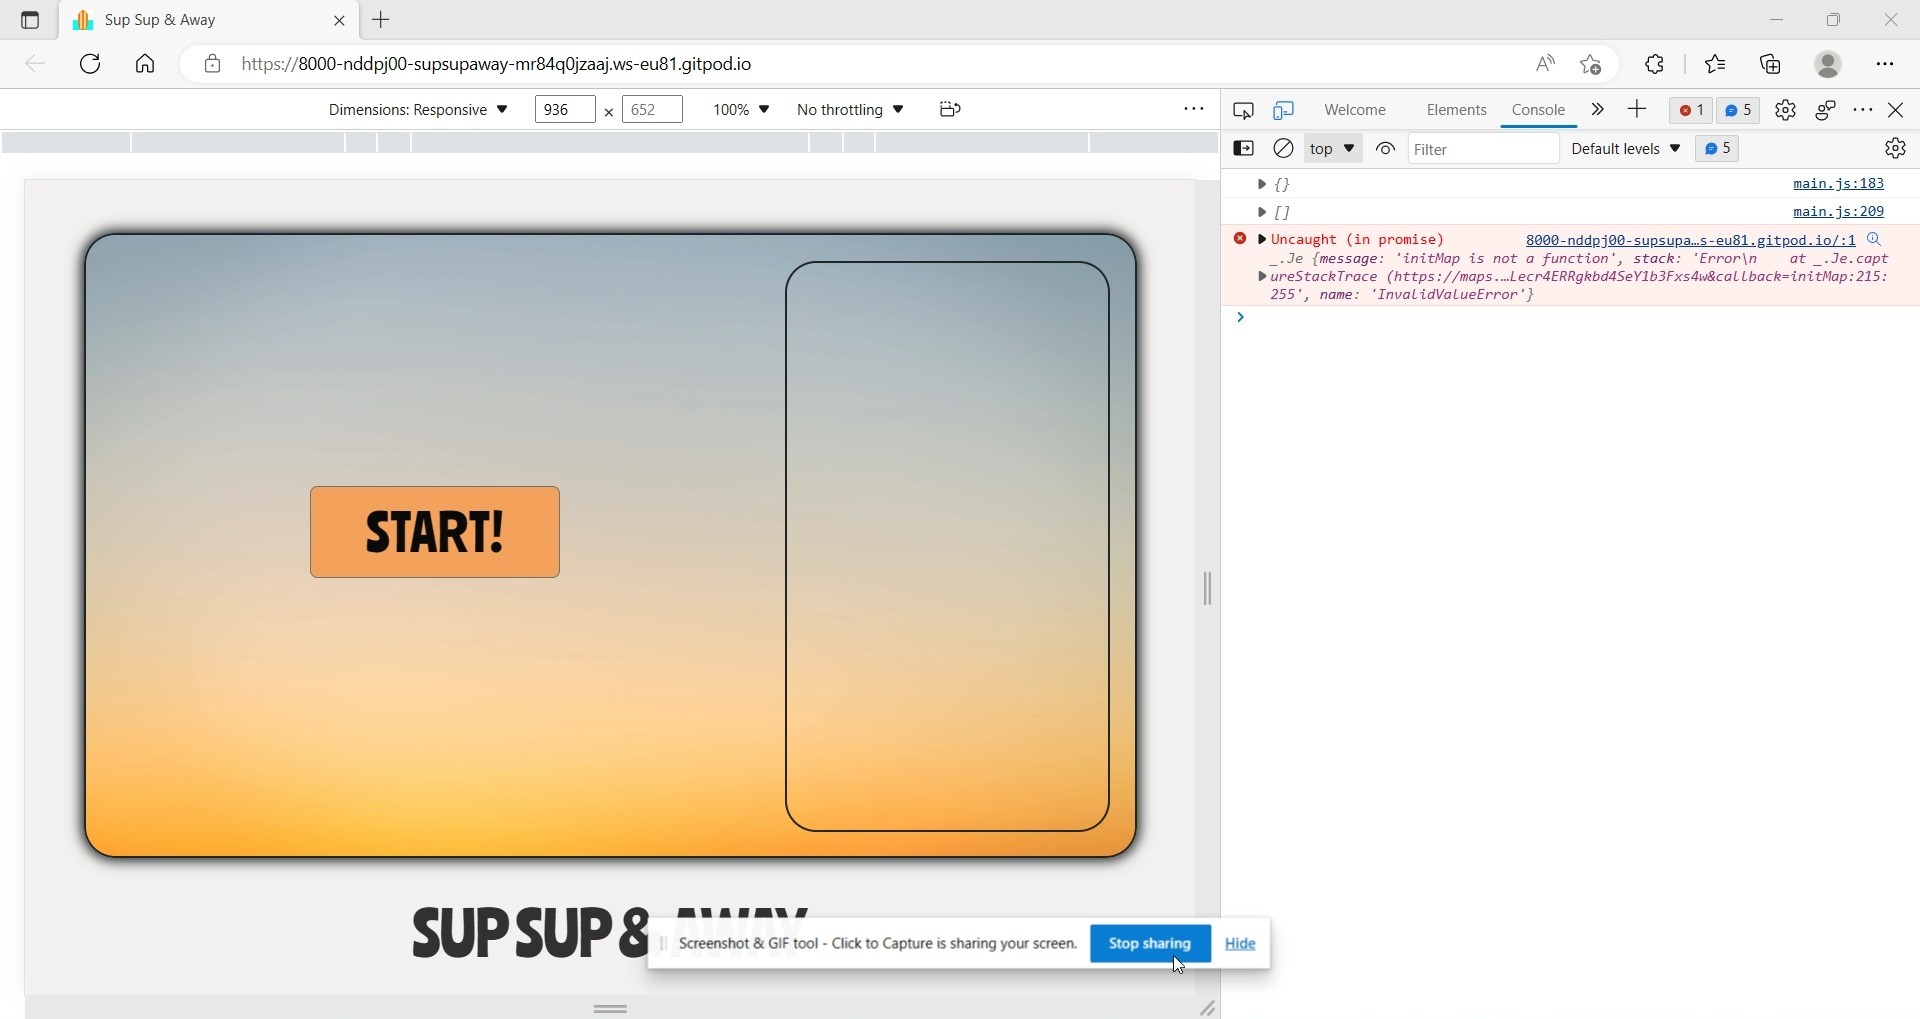 Sup Sup & Away
https://8000-nddpj00-supsupaway-mr84q0jzaaj.ws-eu81.gitpod.io
Dimensions: Responsive 936 x 652 100% No throttling
Welcome Elements Console 1 5
top Filter Default levels 5
{} main.js:183
[] main.js:209
Uncaught (in promise) 8000-nddpj00-supsupa…s-eu81.gitpod.io/:1
_.Je {message: 'initMap is not a function', stack: 'Error\n    at _.Je.capt
ureStackTrace (https://maps.…Lecr4ERRgkbd4SeY1b3Fxs4w&callback=initMap:215:
255', name: 'InvalidValueError'}
START!
SUP SUP & AWAY
Screenshot & GIF tool - Click to Capture is sharing your screen. Stop sharing Hide